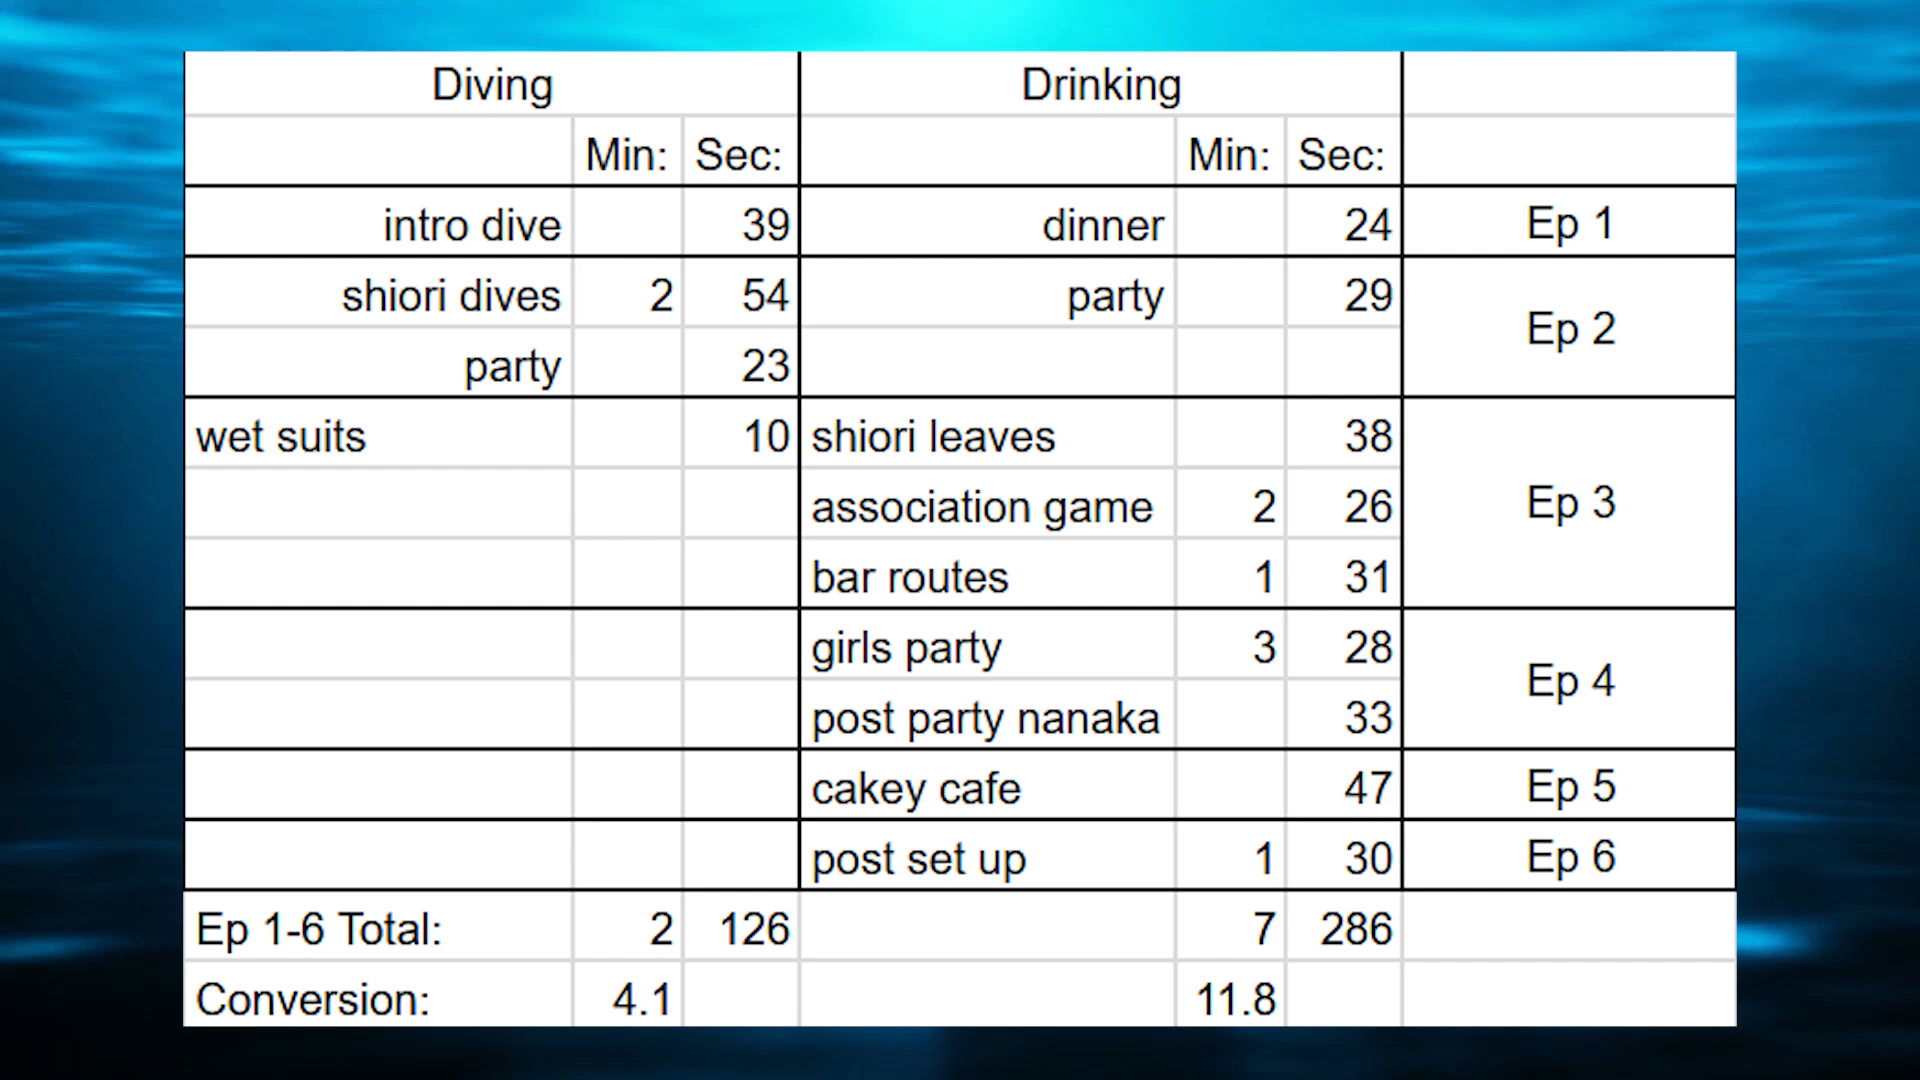 Diving Drinking
Min: Sec: Min: Sec:
intro dive 39 dinner 24 Ep 1
shiori dives 2 54 party 29 Ep 2
party 23
wet suits 10 shiori leaves 38 Ep 3
association game 2 26
bar routes 1 31
girls party 3 28 Ep 4
post party nanaka 33
cakey cafe 47 Ep 5
post set up 1 30 Ep 6
Ep 1-6 Total: 2 126 7 286
Conversion: 4.1 11.8